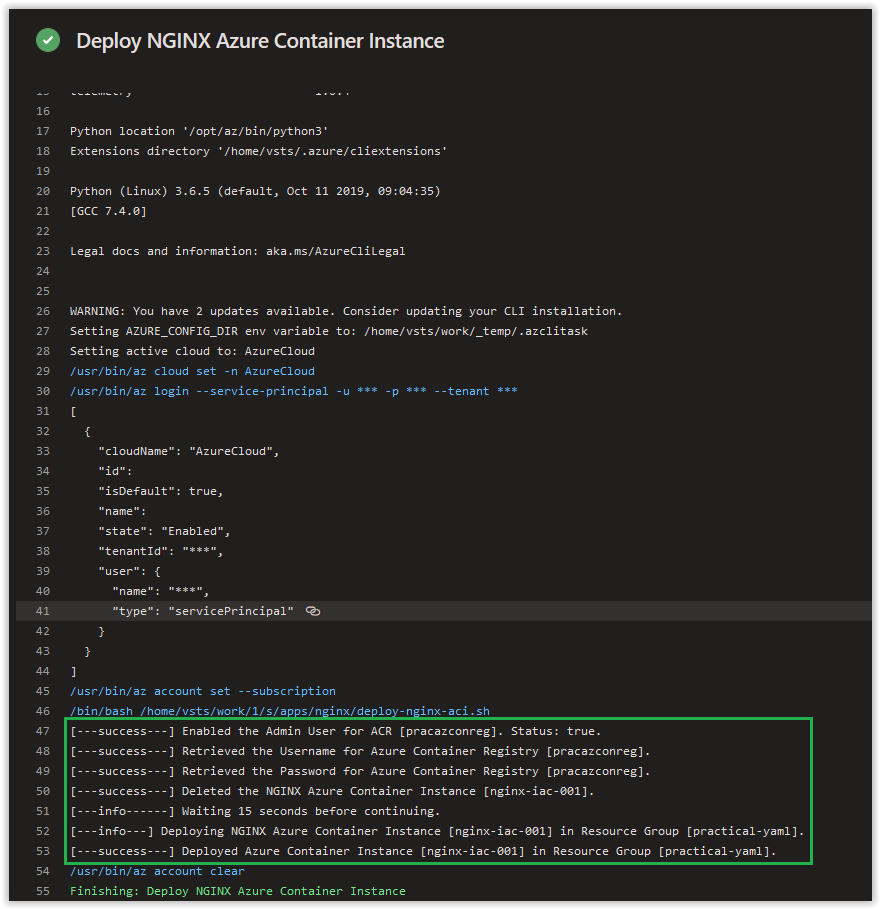 Deploy NGINX Azure Container Instance
15 telemetry 1.0.4
16
17 Python location '/opt/az/bin/python3'
18 Extensions directory '/home/vsts/.azure/cliextensions'
19
20 Python (Linux) 3.6.5 (default, Oct 11 2019, 09:04:35)
21 [GCC 7.4.0]
22
23 Legal docs and information: aka.ms/AzureCliLegal
24
25
26 WARNING: You have 2 updates available. Consider updating your CLI installation.
27 Setting AZURE_CONFIG_DIR env variable to: /home/vsts/work/_temp/.azclitask
28 Setting active cloud to: AzureCloud
29 /usr/bin/az cloud set -n AzureCloud
30 /usr/bin/az login --service-principal -u *** -p *** --tenant ***
31 [
32 {
33 "cloudName": "AzureCloud",
34 "id":
35 "isDefault": true,
36 "name":
37 "state": "Enabled",
38 "tenantId": "***",
39 "user": {
40 "name": "***",
41 "type": "servicePrincipal"
42 }
43 }
44 ]
45 /usr/bin/az account set --subscription
46 /bin/bash /home/vsts/work/1/s/apps/nginx/deploy-nginx-aci.sh
47 [---success---] Enabled the Admin User for ACR [pracazconreg]. Status: true.
48 [---success---] Retrieved the Username for Azure Container Registry [pracazconreg].
49 [---success---] Retrieved the Password for Azure Container Registry [pracazconreg].
50 [---success---] Deleted the NGINX Azure Container Instance [nginx-iac-001].
51 [---info------] Waiting 15 seconds before continuing.
52 [---info---] Deploying NGINX Azure Container Instance [nginx-iac-001] in Resource Group [practical-yaml].
53 [---success---] Deployed Azure Container Instance [nginx-iac-001] in Resource Group [practical-yaml].
54 /usr/bin/az account clear
55 Finishing: Deploy NGINX Azure Container Instance